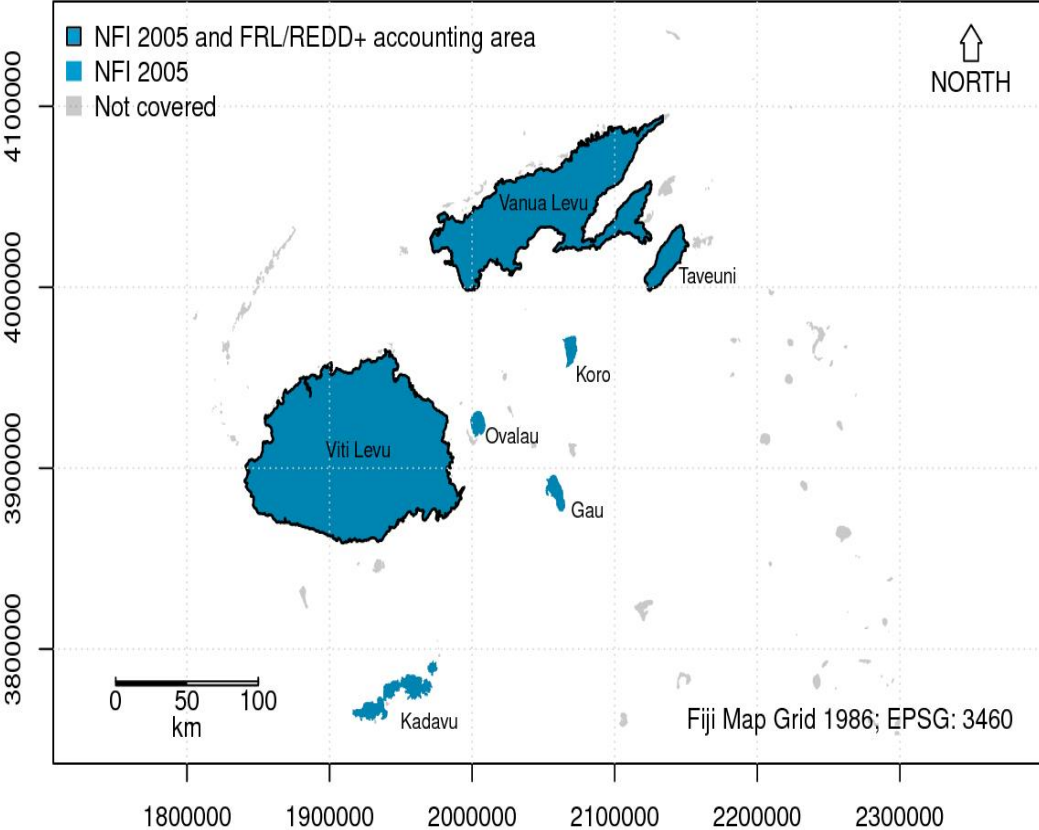 NFI 2005 and FRL/REDD+ accounting area
NFI 2005
Not covered
NORTH
4100000
4000000
3900000
3800000
Vanua Levu
Taveuni
Koro
Ovalau
Viti Levu
Gau
Kadavu
0 50 100
km
Fiji Map Grid 1986; EPSG: 3460
1800000 1900000 2000000 2100000 2200000 2300000